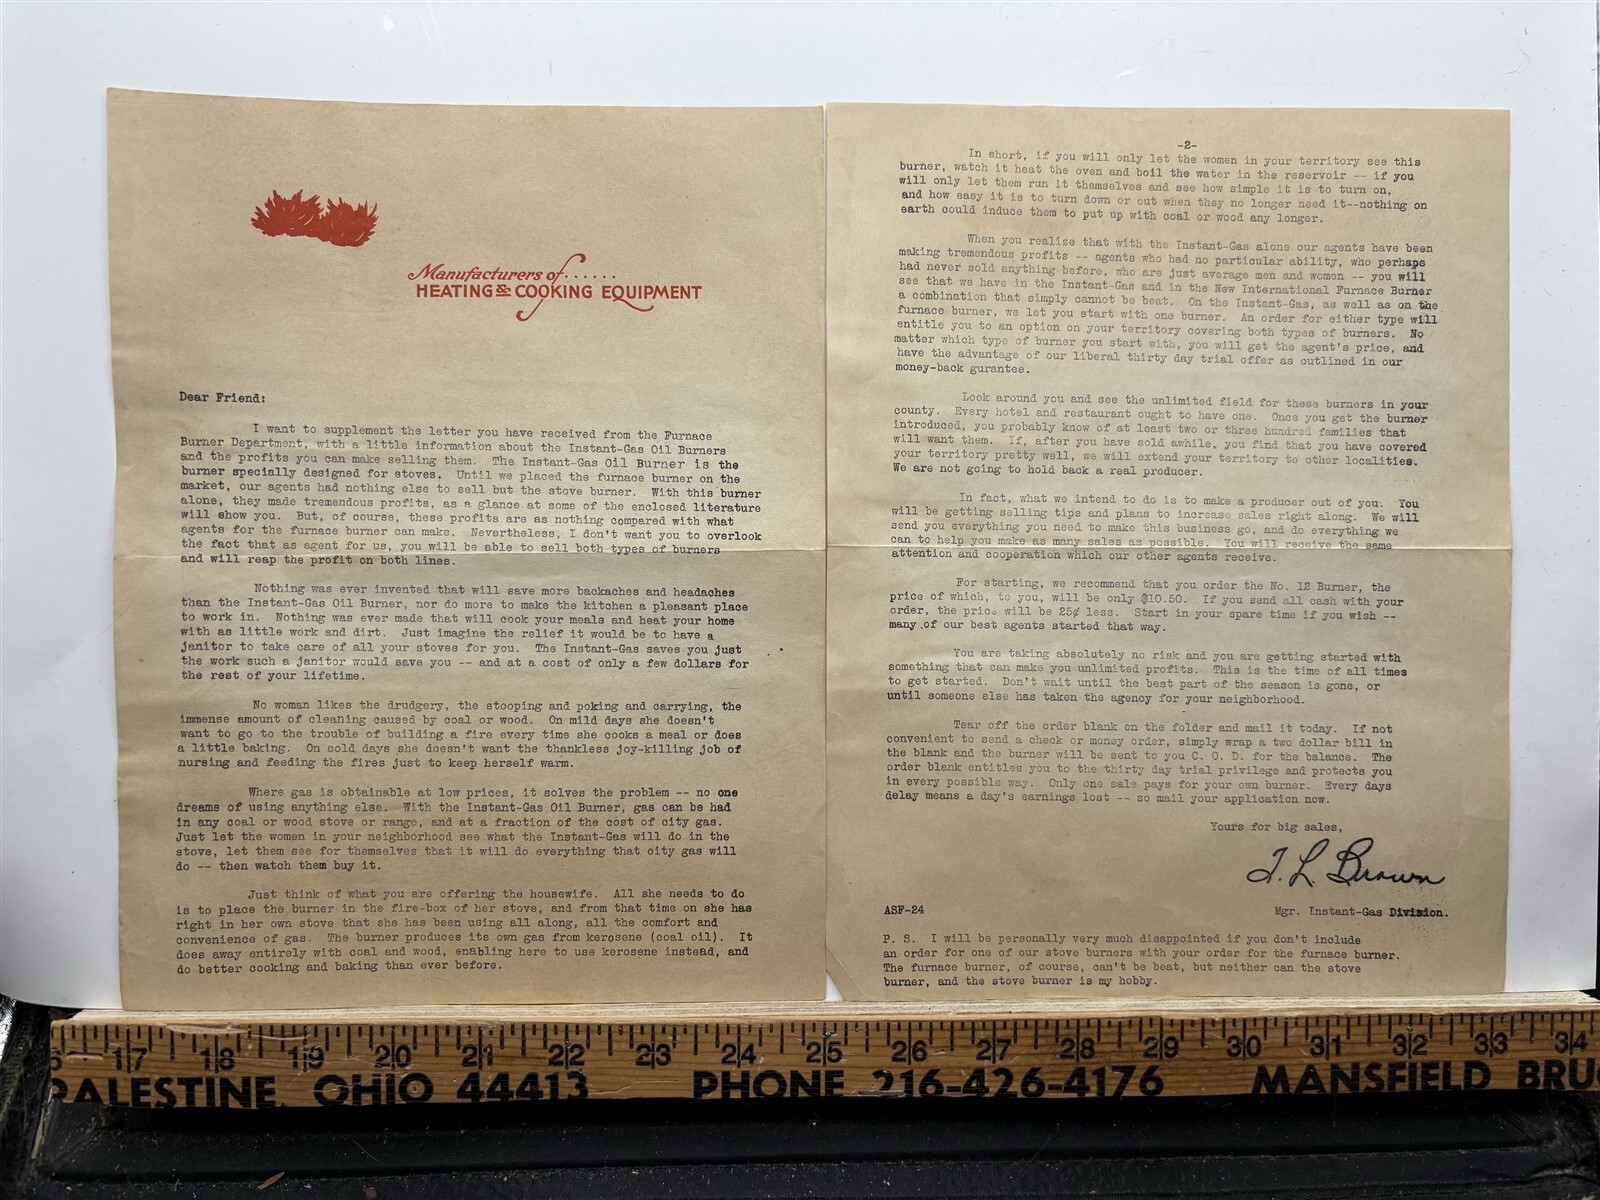 Manufacturers of......
HEATING & COOKING EQUIPMENT
Dear Friend:
I want to supplement the letter you have received from the Furnace
Burner Department, with a little information about the Instant-Gas Oil Burners
and the profits you can make selling them. The Instant-Gas Oil Burner is the
burner specially designed for stoves. Until we placed the furnace burner on the
market, our agents had nothing else to sell but the stove burner. With this burner
alone, they made tremendous profits, as a glance at some of the enclosed literature
will show you. But, of course, these profits are as nothing compared with what
agents for the furnace burner can make. Nevertheless, I don't want you to overlook
the fact that as agent for us, you will be able to sell both types of burners
and will reap the profit on both lines.
Nothing was ever invented that will save more backaches and headaches
than the Instant-Gas Oil Burner, nor do more to make the kitchen a pleasant place
to work in. Nothing was ever made that will cook your meals and heat your home
with as little work and dirt. Just imagine the relief it would be to have a
janitor to take care of all your stoves for you. The Instant-Gas saves you just
the work such a janitor would save you -- and at a cost of only a few dollars for
the rest of your lifetime.
No woman likes the drudgery, the stooping and poking and carrying, the
immense amount of cleaning caused by coal or wood. On mild days she doesn't
want to go to the trouble of building a fire every time she cooks a meal or does
a little baking. On cold days she doesn't want the thankless joy-killing job of
nursing and feeding the fires just to keep herself warm.
Where gas is obtainable at low prices, it solves the problem -- no one
dreams of using anything else. With the Instant-Gas Oil Burner, gas can be had
in any coal or wood stove or range, and at a fraction of the cost of city gas.
Just let the women in your neighborhood see what the Instant-Gas will do in the
stove, let them see for themselves that it will do everything that city gas will
do -- then watch them buy it.
Just think of what you are offering the housewife. All she needs to do
is to place the burner in the fire-box of her stove, and from that time on she has
right in her own stove that she has been using all along, all the comfort and
convenience of gas. The burner produces its own gas from kerosene (coal oil). It
does away entirely with coal and wood, enabling here to use kerosene instead, and
do better cooking and baking than ever before.
-2-
In short, if you will only let the women in your territory see this
burner, watch it heat the oven and boil the water in the reservoir -- if you
will only let them run it themselves and see how simple it is to turn on,
and how easy it is to turn down or out when they no longer need it--nothing on
earth could induce them to put up with coal or wood any longer.
When you realize that with the Instant-Gas alone our agents have been
making tremendous profits -- agents who had no particular ability, who perhaps
had never sold anything before, who are just average men and women -- you will
see that we have in the Instant-Gas and in the New International Furnace Burner
a combination that simply cannot be beat. On the Instant-Gas, as well as on the
furnace burner, we let you start with one burner. An order for either type will
entitle you to an option on your territory covering both types of burners. No
matter which type of burner you start with, you will get the agent's price, and
have the advantage of our liberal thirty day trial offer as outlined in our
money-back gurantee.
Look around you and see the unlimited field for these burners in your
county. Every hotel and restaurant ought to have one. Once you get the burner
introduced, you probably know of at least two or three hundred families that
will want them. If, after you have sold awhile, you find that you have covered
your territory pretty well, we will extend your territory to other localities.
We are not going to hold back a real producer.
In fact, what we intend to do is to make a producer out of you. You
will be getting selling tips and plans to increase sales right along. We will
send you everything you need to make this business go, and do everything we
can to help you make as many sales as possible. You will receive the same
attention and cooperation which our other agents receive.
For starting, we recommend that you order the No. 12 Burner, the
price of which, to you, will be only $10.50. If you send all cash with your
order, the price will be 25¢ less. Start in your spare time if you wish --
many of our best agents started that way.
You are taking absolutely no risk and you are getting started with
something that can make you unlimited profits. This is the time of all times
to get started. Don't wait until the best part of the season is gone, or
until someone else has taken the agency for your neighborhood.
Tear off the order blank on the folder and mail it today. If not
convenient to send a check or money order, simply wrap a two dollar bill in
the blank and the burner will be sent to you C. O. D. for the balance. The
order blank entitles you to the thirty day trial privilege and protects you
in every possible way. Only one sale pays for your own burner. Every days
delay means a day's earnings lost -- so mail your application now.
Yours for big sales,
T. L. Brown
ASF-24 Mgr. Instant-Gas Division.
P. S. I will be personally very much disappointed if you don't include
an order for one of our stove burners with your order for the furnace burner.
The furnace burner, of course, can't be beat, but neither can the stove
burner, and the stove burner is my hobby.
6 17 18 19 20 21 22 23 24 25 26 27 28 29 30 31 32 33 34
PALESTINE, OHIO 44413 PHONE 216-426-4176 MANSFIELD BRU